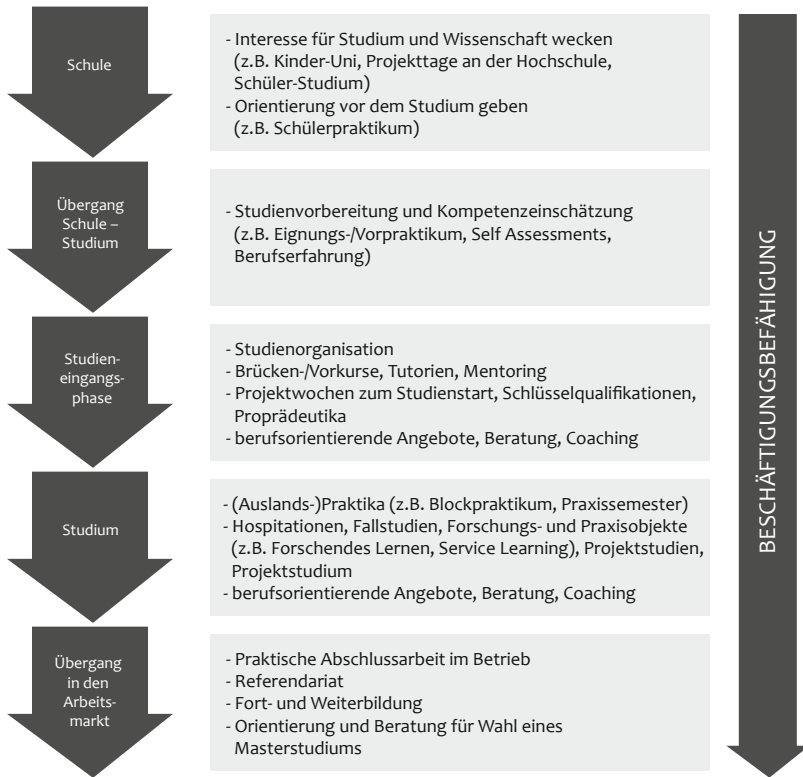 Schule
- Interesse für Studium und Wissenschaft wecken
(z.B. Kinder-Uni, Projekttage an der Hochschule,
Schüler-Studium)
- Orientierung vor dem Studium geben
(z.B. Schülerpraktikum)
Übergang
Schule –
Studium
- Studienvorbereitung und Kompetenzeinschätzung
(z.B. Eignungs-/Vorpraktikum, Self Assessments,
Berufserfahrung)
Studien-
eingangs-
phase
- Studienorganisation
- Brücken-/Vorkurse, Tutorien, Mentoring
- Projektwochen zum Studienstart, Schlüsselqualifikationen,
Proprädeutika
- berufsorientierende Angebote, Beratung, Coaching
Studium
- (Auslands-)Praktika (z.B. Blockpraktikum, Praxissemester)
- Hospitationen, Fallstudien, Forschungs- und Praxisobjekte
(z.B. Forschendes Lernen, Service Learning), Projektstudien,
Projektstudium
- berufsorientierende Angebote, Beratung, Coaching
Übergang
in den
Arbeits-
markt
- Praktische Abschlussarbeit im Betrieb
- Referendariat
- Fort- und Weiterbildung
- Orientierung und Beratung für Wahl eines
Masterstudiums
BESCHÄFTIGUNGSBEFÄHIGUNG